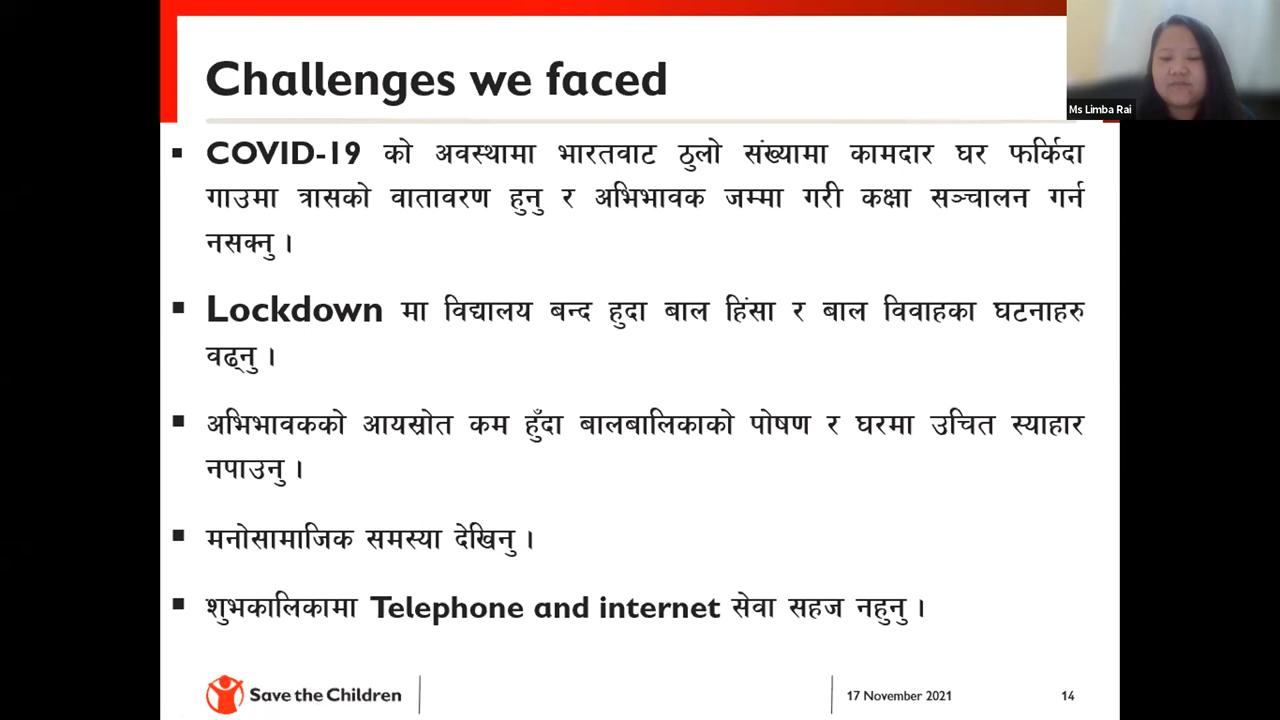 Challenges we faced
Ms Limba Rai
▪ COVID-19 को अवस्थामा भारतवाट ठुलो संख्यामा कामदार घर फर्किदा
गाउमा त्रासको वातावरण हुनु र अभिभावक जम्मा गरी कक्षा सञ्चालन गर्न
नसक्नु ।
▪ Lockdown मा विद्यालय बन्द हुदा बाल हिंसा र बाल विवाहका घटनाहरु
वढ्नु ।
▪ अभिभावकको आयस्रोत कम हुँदा बालबालिकाको पोषण र घरमा उचित स्याहार
नपाउनु ।
▪ मनोसामाजिक समस्या देखिनु ।
▪ शुभकालिकामा Telephone and internet सेवा सहज नहुनु ।
Save the Children
17 November 2021
14